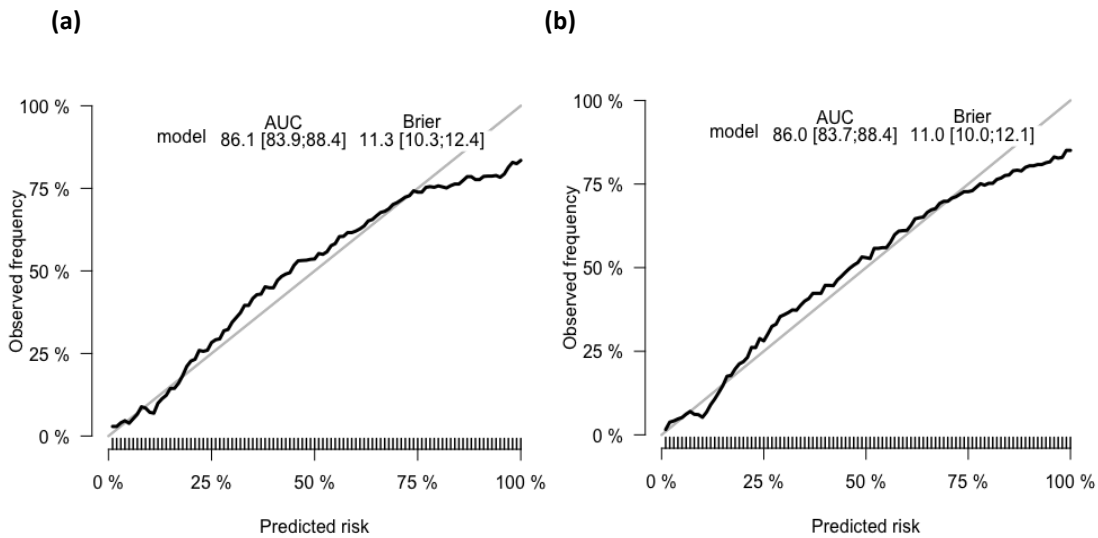 (a)
AUC Brier
model 86.1 [83.9;88.4] 11.3 [10.3;12.4]
Observed frequency
100 %
75 %
50 %
25 %
0 %
0 % 25 % 50 % 75 % 100 %
Predicted risk
(b)
AUC Brier
model 86.0 [83.7;88.4] 11.0 [10.0;12.1]
Observed frequency
100 %
75 %
50 %
25 %
0 %
0 % 25 % 50 % 75 % 100 %
Predicted risk